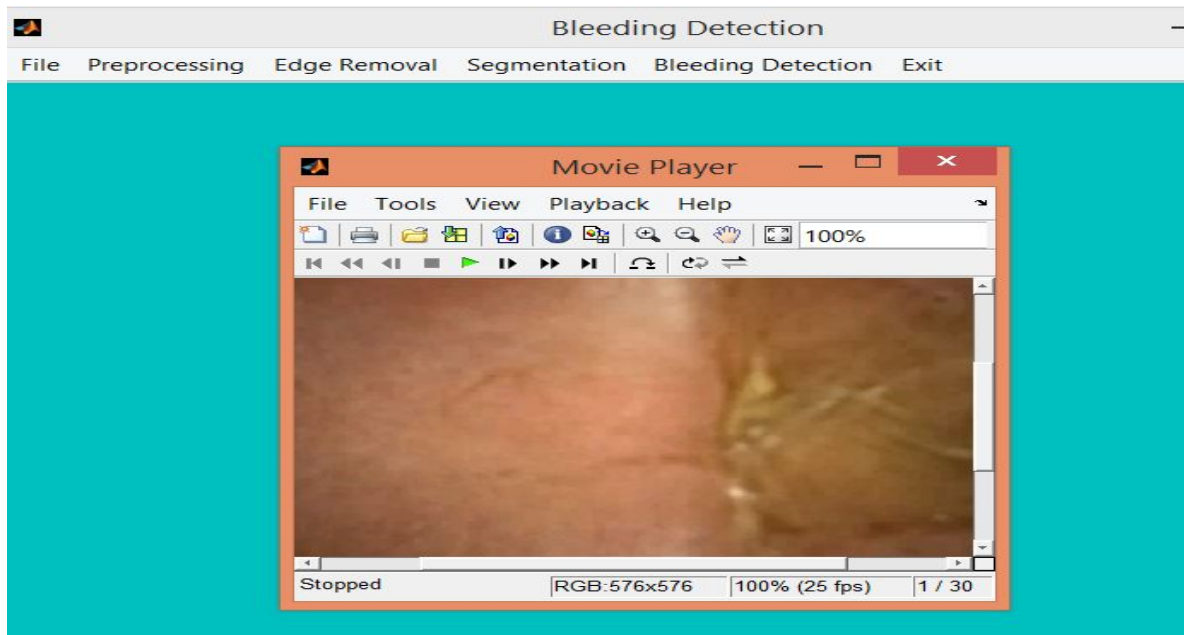 Bleeding Detection
File Preprocessing Edge Removal Segmentation Bleeding Detection Exit
Movie Player
File Tools View Playback Help
100%
Stopped RGB:576x576 100% (25 fps) 1 / 30